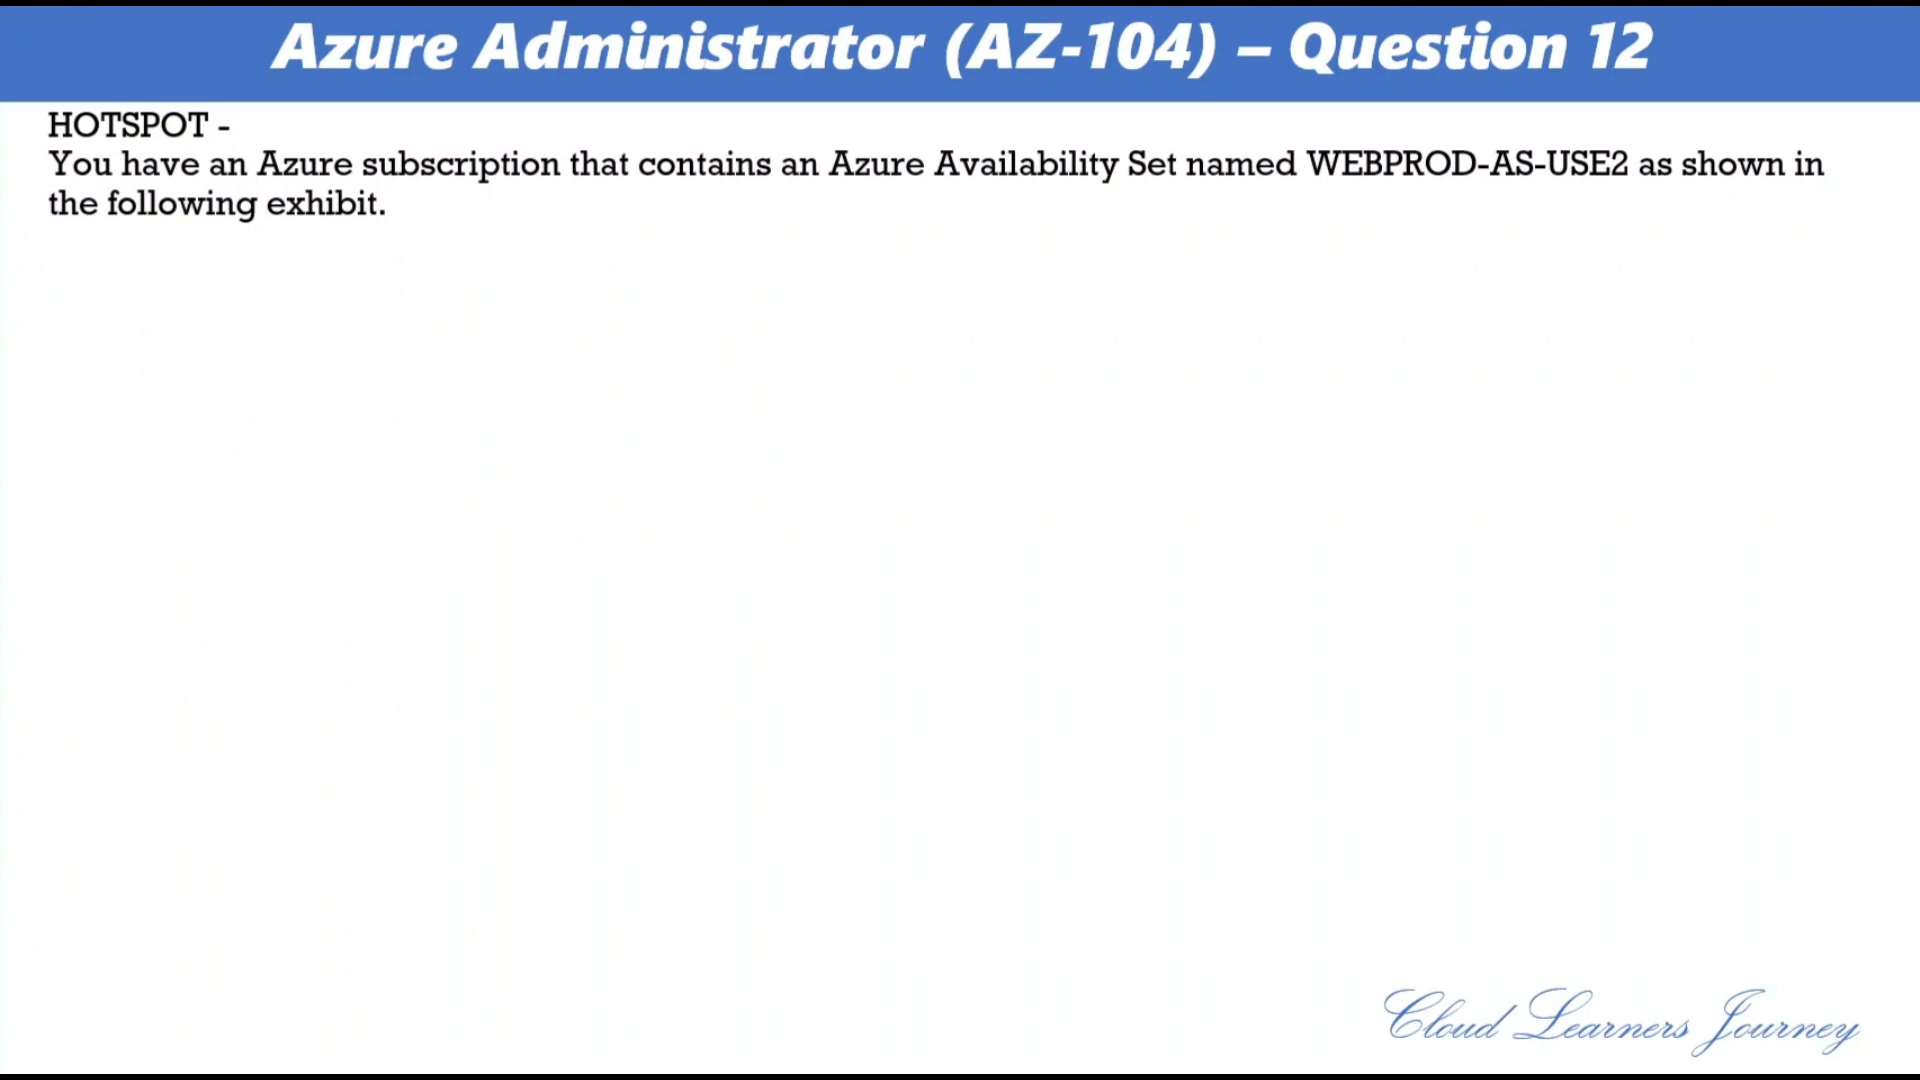 Azure Administrator (AZ-104) – Question 12
HOTSPOT -
You have an Azure subscription that contains an Azure Availability Set named WEBPROD-AS-USE2 as shown in
the following exhibit.
Cloud Learners Journey